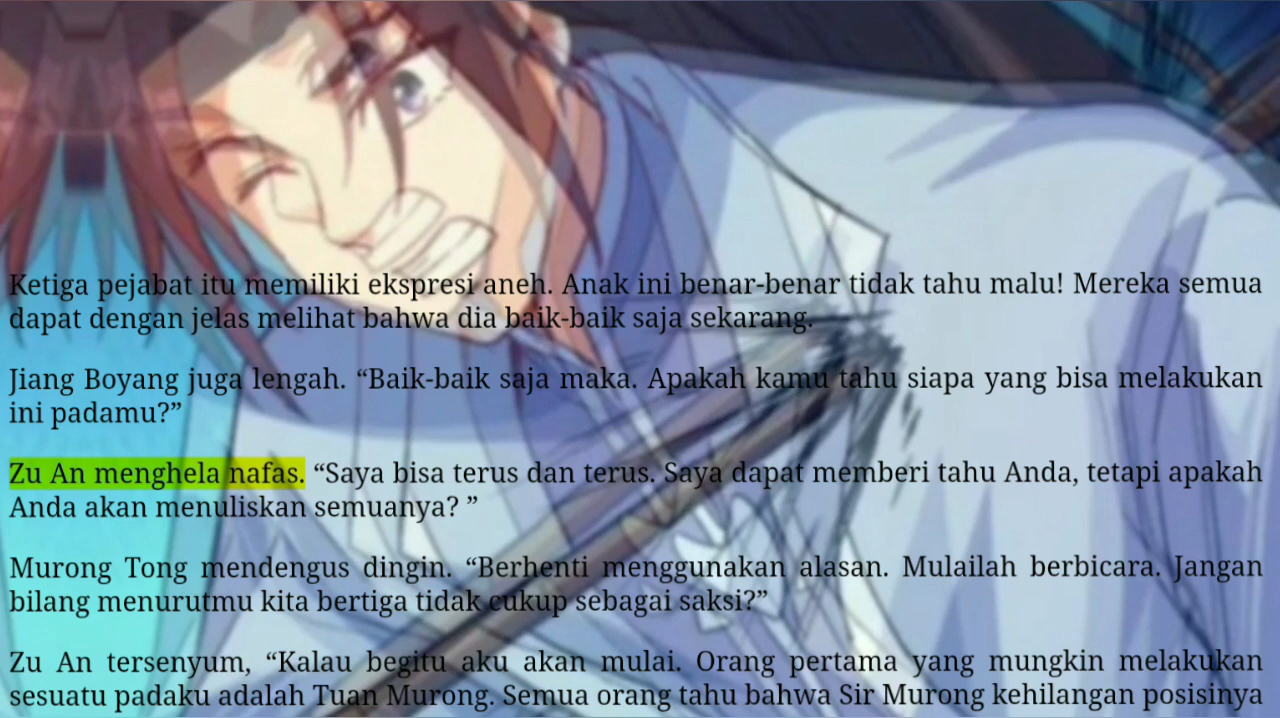 Ketiga pejabat itu memiliki ekspresi aneh. Anak ini benar-benar tidak tahu malu! Mereka semua
dapat dengan jelas melihat bahwa dia baik-baik saja sekarang.
Jiang Boyang juga lengah. “Baik-baik saja maka. Apakah kamu tahu siapa yang bisa melakukan
ini padamu?”
Zu An menghela nafas. “Saya bisa terus dan terus. Saya dapat memberi tahu Anda, tetapi apakah
Anda akan menuliskan semuanya? ”
Murong Tong mendengus dingin. “Berhenti menggunakan alasan. Mulailah berbicara. Jangan
bilang menurutmu kita bertiga tidak cukup sebagai saksi?”
Zu An tersenyum, “Kalau begitu aku akan mulai. Orang pertama yang mungkin melakukan
sesuatu padaku adalah Tuan Murong. Semua orang tahu bahwa Sir Murong kehilangan posisinya